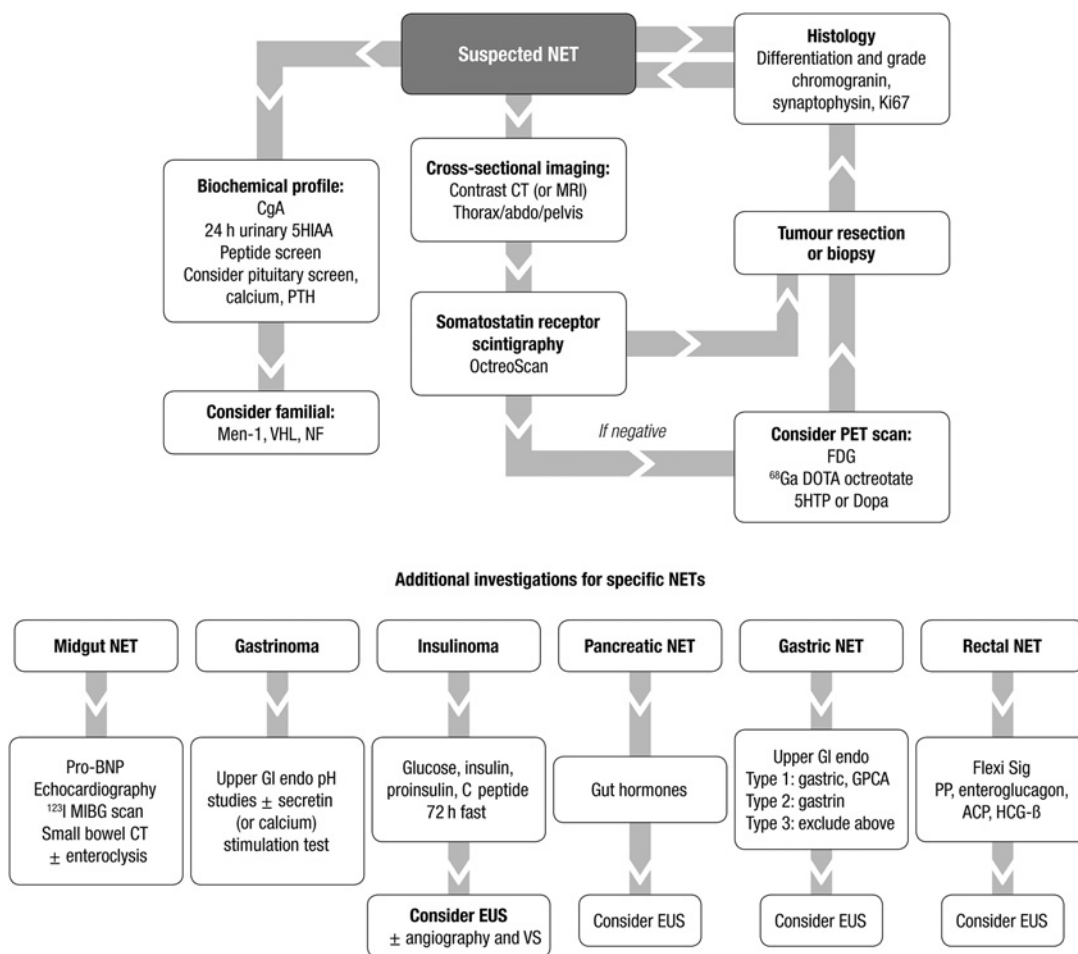 Suspected NET
Histology
Differentiation and grade
chromogranin,
synaptophysin, Ki67
Biochemical profile:
CgA
24 h urinary 5HIAA
Peptide screen
Consider pituitary screen,
calcium, PTH
Cross-sectional imaging:
Contrast CT (or MRI)
Thorax/abdo/pelvis
Tumour resection
or biopsy
Somatostatin receptor
scintigraphy
OctreoScan
Consider familial:
Men-1, VHL, NF
If negative
Consider PET scan:
FDG
⁶⁸Ga DOTA octreotate
5HTP or Dopa
Additional investigations for specific NETs
Midgut NET
Pro-BNP
Echocardiography
¹²³I MIBG scan
Small bowel CT
± enteroclysis
Gastrinoma
Upper GI endo pH
studies ± secretin
(or calcium)
stimulation test
Insulinoma
Glucose, insulin,
proinsulin, C peptide
72 h fast
Consider EUS
± angiography and VS
Pancreatic NET
Gut hormones
Consider EUS
Gastric NET
Upper GI endo
Type 1: gastric, GPCA
Type 2: gastrin
Type 3: exclude above
Consider EUS
Rectal NET
Flexi Sig
PP, enteroglucagon,
ACP, HCG-ß
Consider EUS